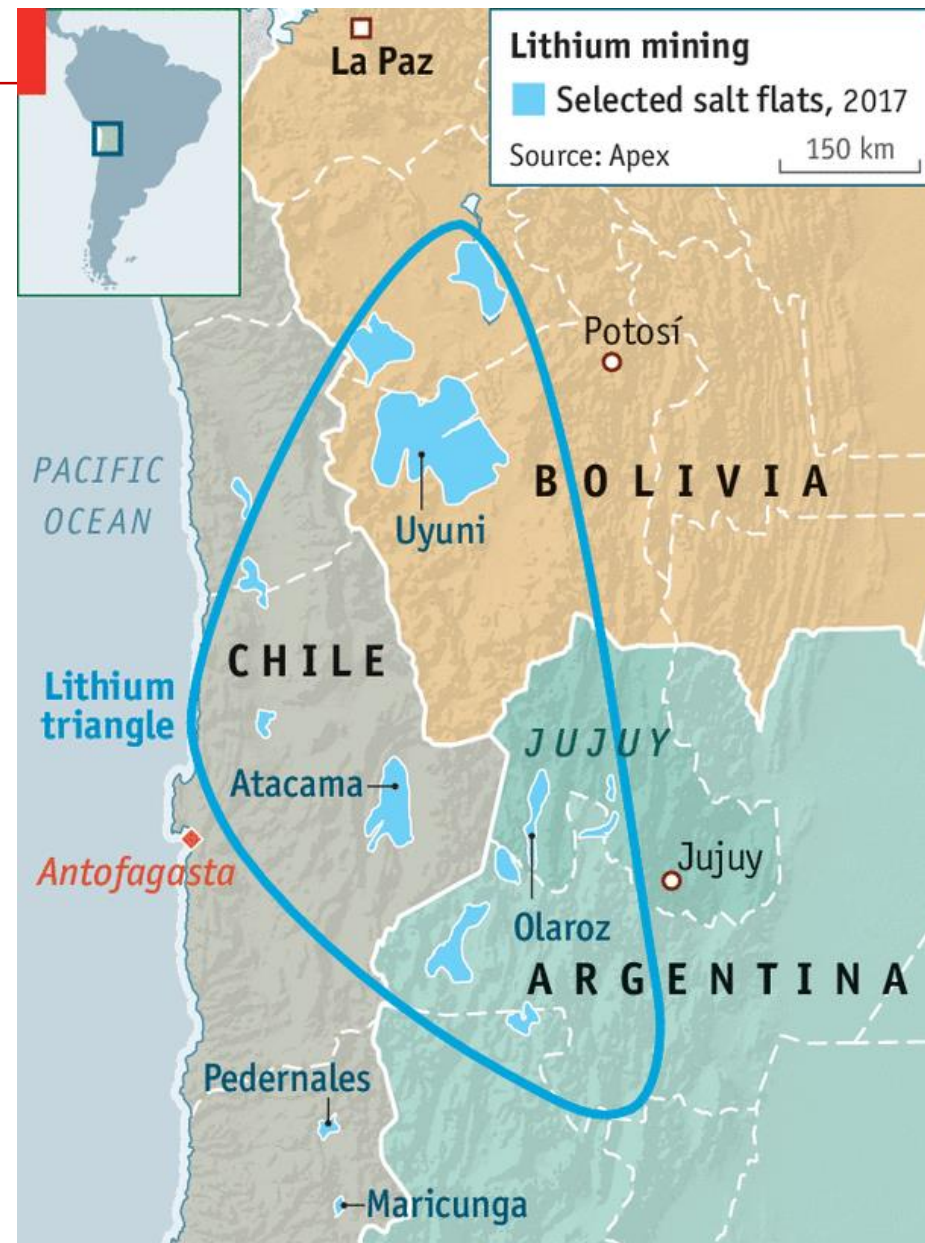 La Paz
Lithium mining
Selected salt flats, 2017
Source: Apex
150 km
Potosí
PACIFIC
OCEAN
BOLIVIA
Uyuni
CHILE
Lithium
triangle
JUJUY
Atacama
Antofagasta
Jujuy
Olaroz
ARGENTINA
Pedernales
Maricunga